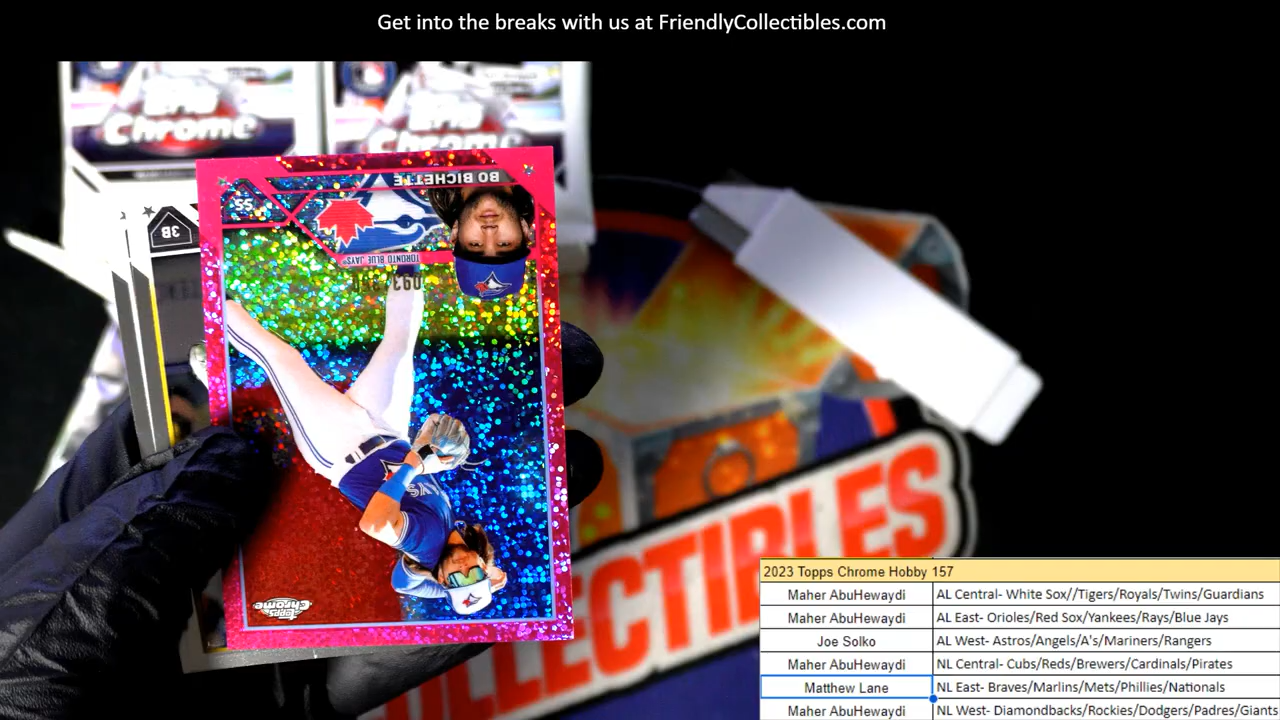 Get into the breaks with us at FriendlyCollectibles.com
Chrome
Chrome
BO BICHETTE
SS
3B
TORONTO BLUE JAYS
topps
Chrome
ECTIBLES
2023 Topps Chrome Hobby 157
Maher AbuHewaydi AL Central- White Sox//Tigers/Royals/Twins/Guardians
Maher AbuHewaydi AL East- Orioles/Red Sox/Yankees/Rays/Blue Jays
Joe Solko AL West- Astros/Angels/A's/Mariners/Rangers
Maher AbuHewaydi NL Central- Cubs/Reds/Brewers/Cardinals/Pirates
Matthew Lane NL East- Braves/Marlins/Mets/Phillies/Nationals
Maher AbuHewaydi NL West- Diamondbacks/Rockies/Dodgers/Padres/Giants